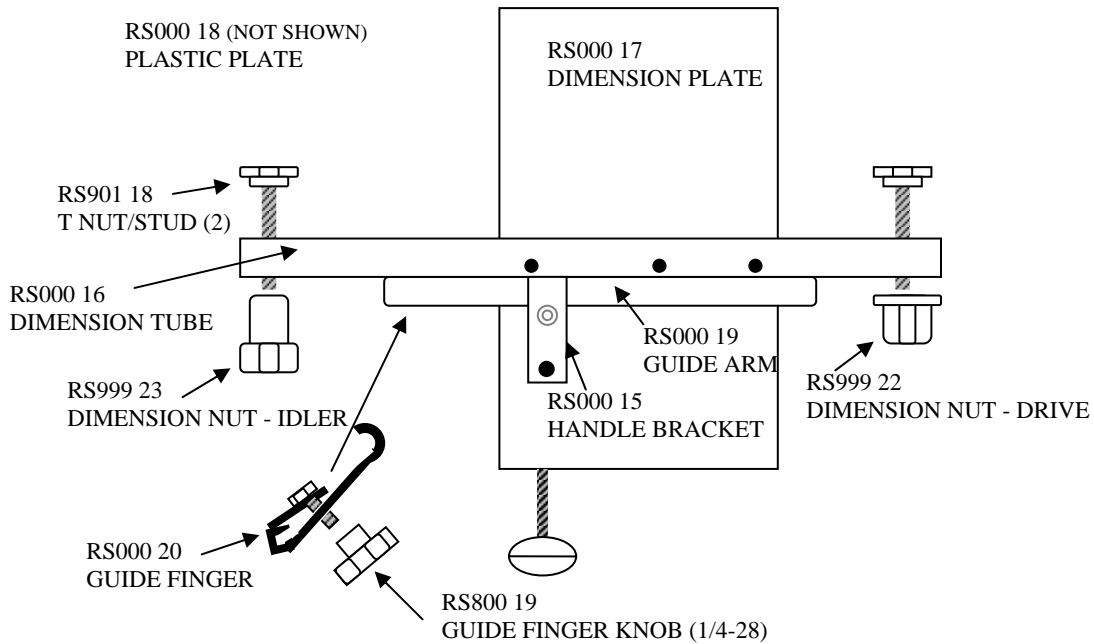 RS000 18 (NOT SHOWN)
PLASTIC PLATE
RS000 17
DIMENSION PLATE
RS901 18
T NUT/STUD (2)
RS000 16
DIMENSION TUBE
RS000 19
GUIDE ARM
RS999 23
DIMENSION NUT - IDLER
RS000 15
HANDLE BRACKET
RS999 22
DIMENSION NUT - DRIVE
RS000 20
GUIDE FINGER
RS800 19
GUIDE FINGER KNOB (1/4-28)